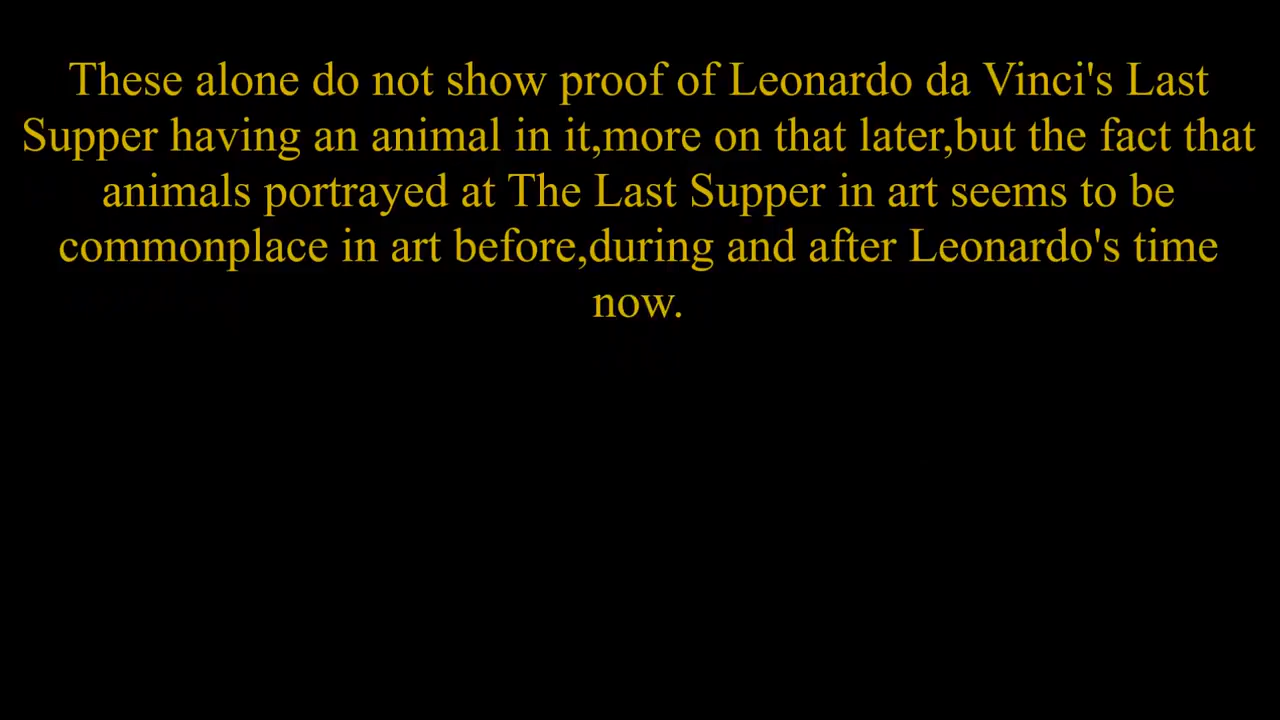 These alone do not show proof of Leonardo da Vinci's Last
Supper having an animal in it,more on that later,but the fact that
animals portrayed at The Last Supper in art seems to be
commonplace in art before,during and after Leonardo's time
now.